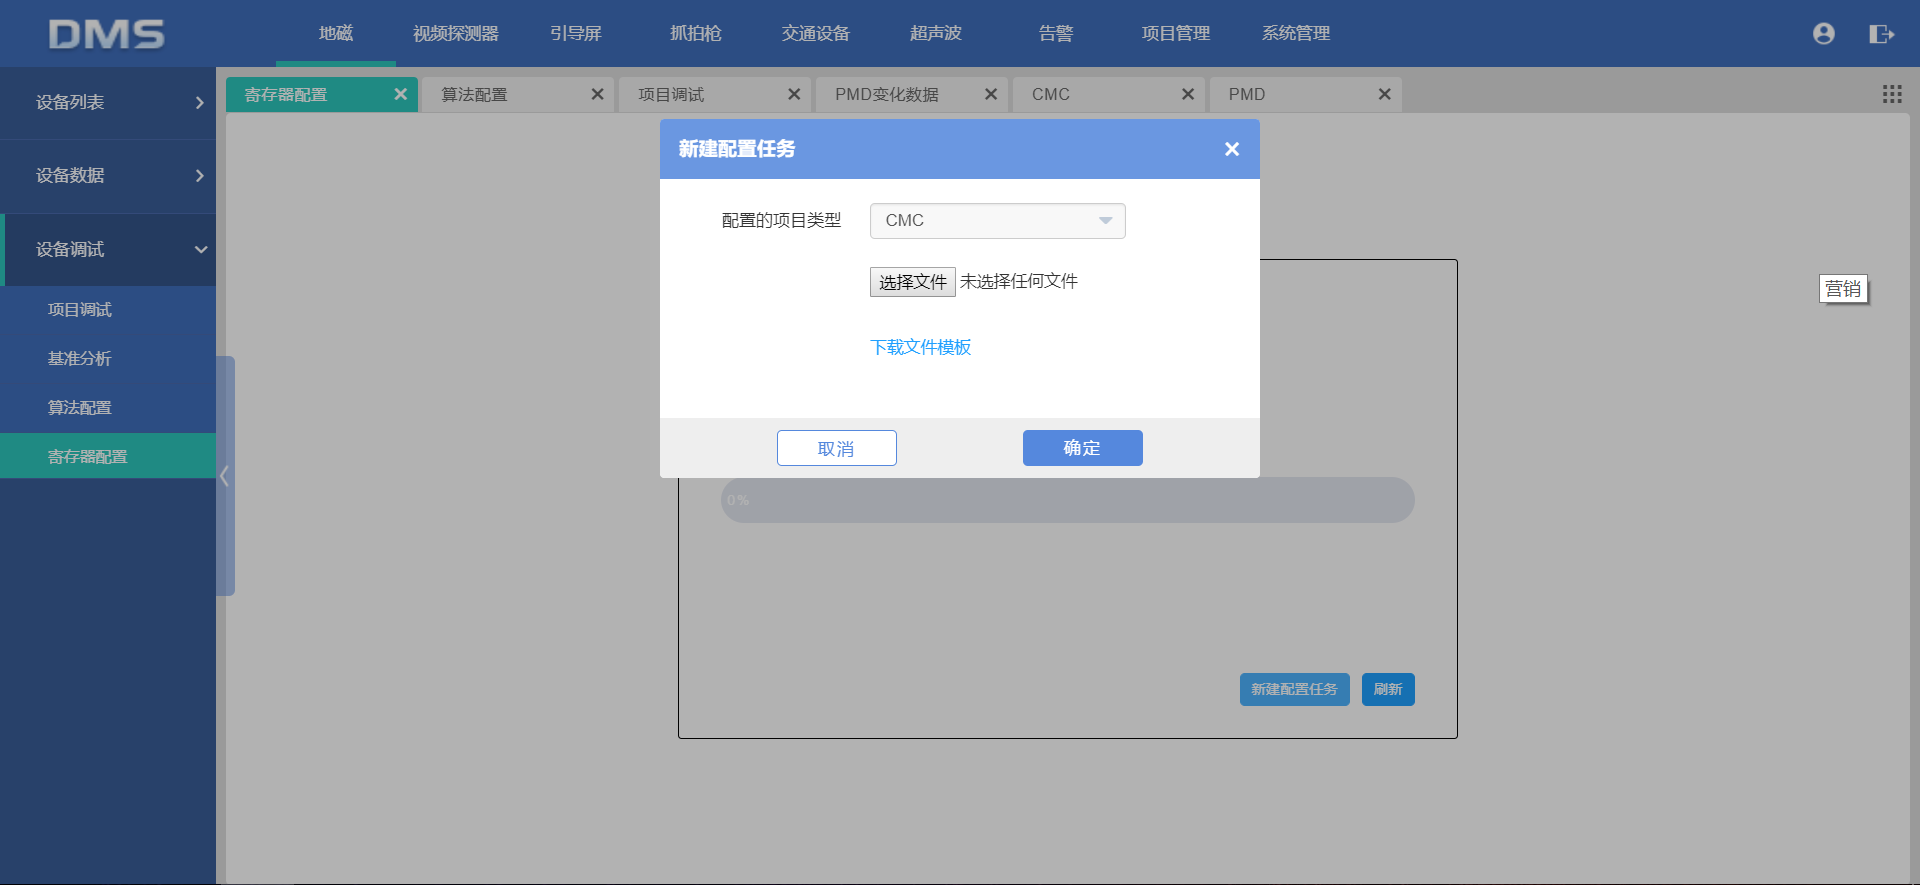 DMS
地磁
视频探测器
引导屏
抓拍枪
交通设备
超声波
告警
项目管理
系统管理
设备列表
设备数据
设备调试
项目调试
基准分析
算法配置
寄存器配置
寄存器配置
算法配置
项目调试
PMD变化数据
CMC
PMD
新建配置任务
配置的项目类型
CMC
选择文件 未选择任何文件
下载文件模板
取消
确定
营销
0%
新建配置任务
刷新